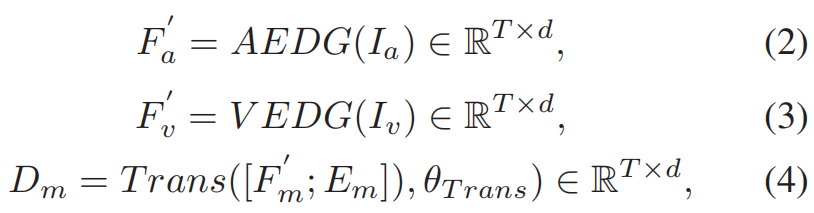 F'_a = AEDG(I_a) ∈ ℝ^{T×d}, (2)
F'_v = VEDG(I_v) ∈ ℝ^{T×d}, (3)
D_m = Trans([F'_m; E_m]), θ_{Trans}) ∈ ℝ^{T×d}, (4)